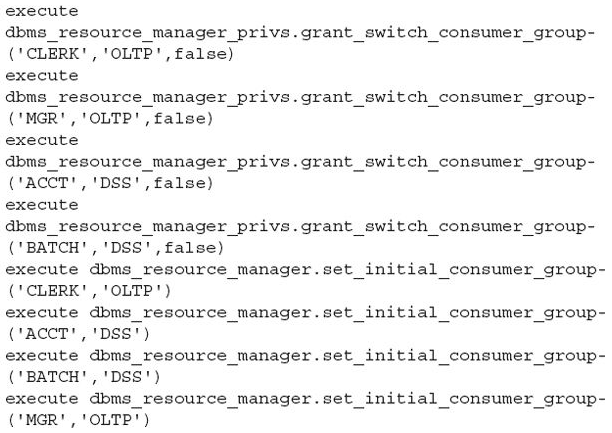 execute
dbms_resource_manager_privs.grant_switch_consumer_group-
('CLERK','OLTP',false)
execute
dbms_resource_manager_privs.grant_switch_consumer_group-
('MGR','OLTP',false)
execute
dbms_resource_manager_privs.grant_switch_consumer_group-
('ACCT','DSS',false)
execute
dbms_resource_manager_privs.grant_switch_consumer_group-
('BATCH','DSS',false)
execute dbms_resource_manager.set_initial_consumer_group-
('CLERK','OLTP')
execute dbms_resource_manager.set_initial_consumer_group-
('ACCT','DSS')
execute dbms_resource_manager.set_initial_consumer_group-
('BATCH','DSS')
execute dbms_resource_manager.set_initial_consumer_group-
('MGR','OLTP')